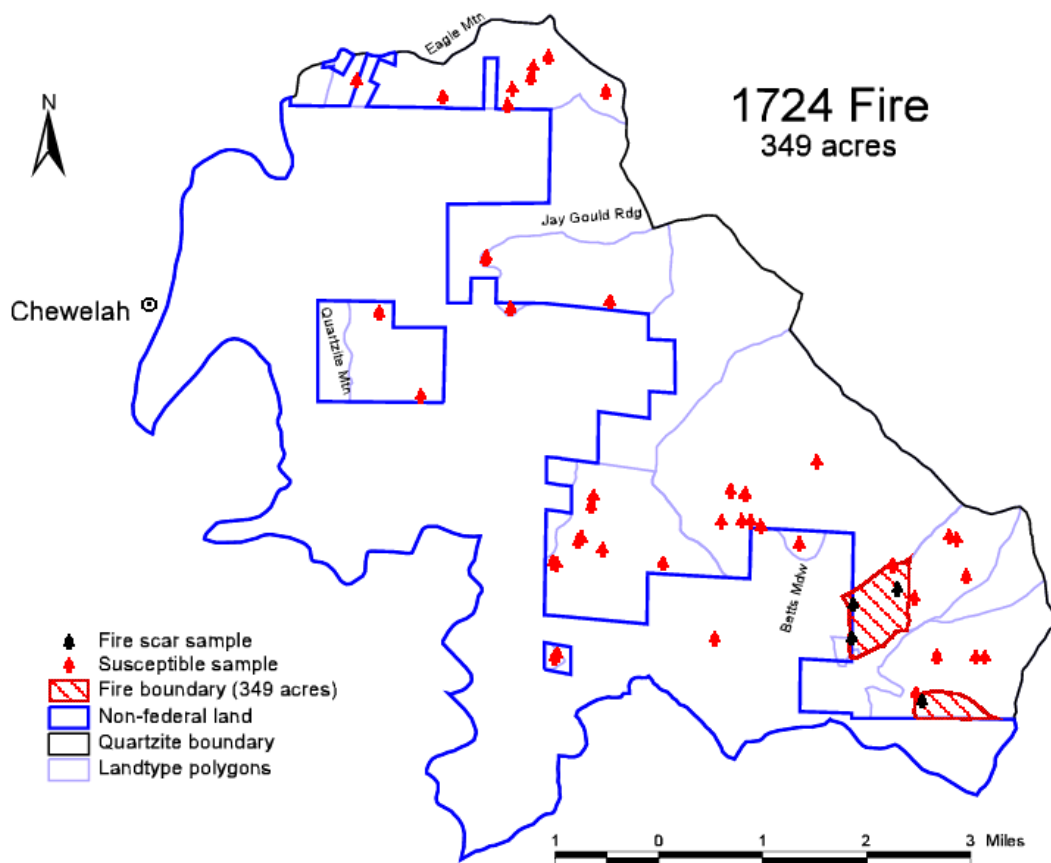 Eagle Mtn
N
1724 Fire
349 acres
Jay Gould Rdg
Chewelah
Quartzite Mtn
Betts Mdw
Fire scar sample
Susceptible sample
Fire boundary (349 acres)
Non-federal land
Quartzite boundary
Landtype polygons
1 0 1 2 3 Miles